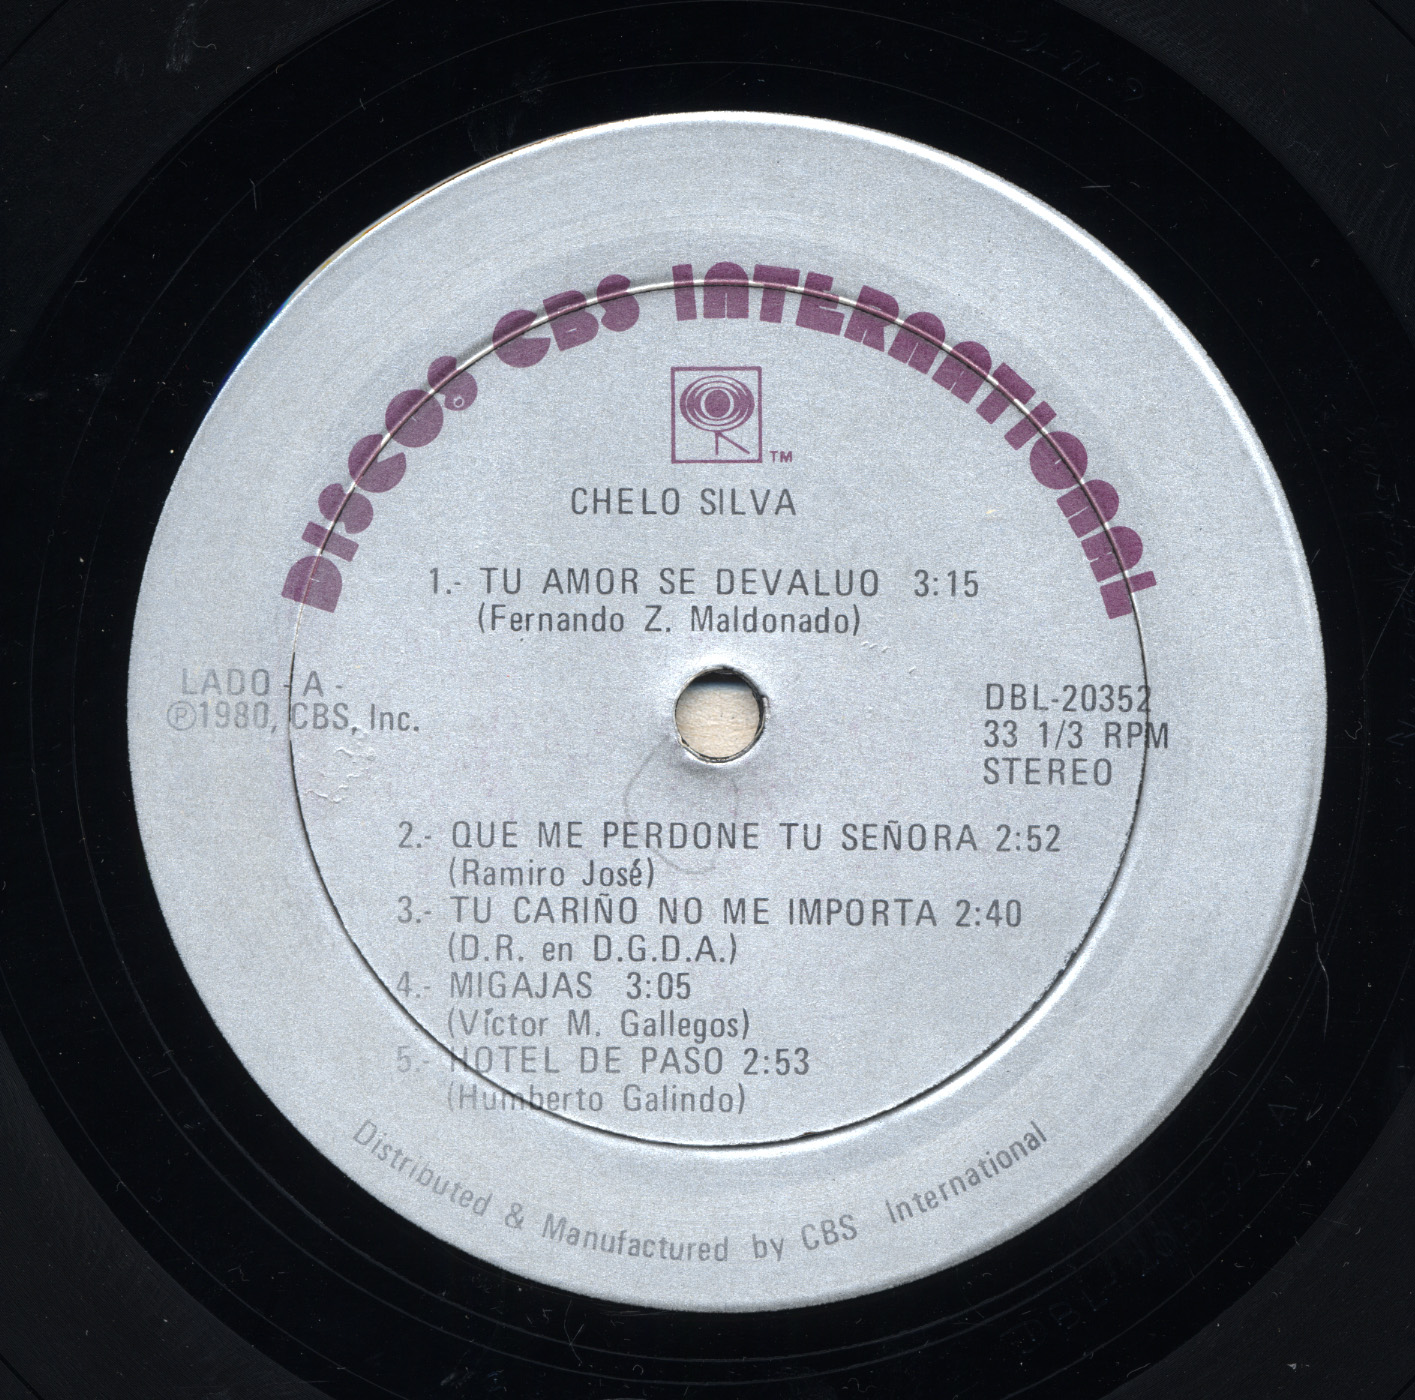 DISCOS CBS INTERNATIONAL
TM
CHELO SILVA
1.- TU AMOR SE DEVALUO 3:15
(Fernando Z. Maldonado)
LADO - A -
℗1980, CBS, Inc.
DBL-20352
33 1/3 RPM
STEREO
2.- QUE ME PERDONE TU SEÑORA 2:52
(Ramiro José)
3.- TU CARIÑO NO ME IMPORTA 2:40
(D.R. en D.G.D.A.)
4.- MIGAJAS 3:05
(Víctor M. Gallegos)
5.- HOTEL DE PASO 2:53
(Humberto Galindo)
Distributed & Manufactured by CBS International